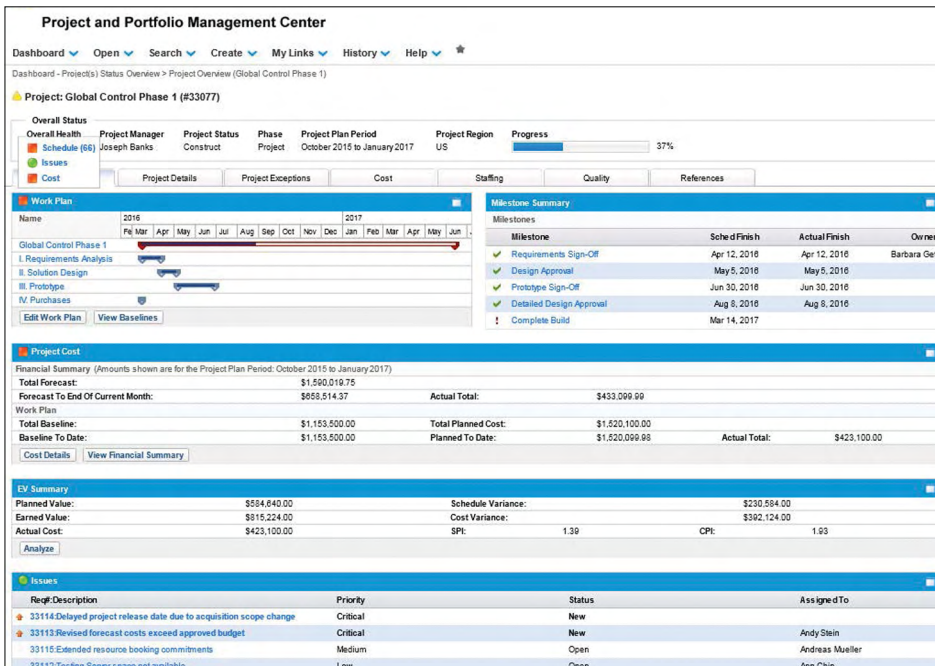 Project and Portfolio Management Center
Dashboard Open Search Create My Links History Help
Dashboard - Project(s) Status Overview > Project Overview (Global Control Phase 1)
Project: Global Control Phase 1 (#33077)
Overall Status
Overall Health Project Manager Project Status Phase Project Plan Period Project Region Progress
Schedule (66) Joseph Banks Construct Project October 2015 to January 2017 US 37%
Issues
Cost Project Details Project Exceptions Cost Staffing Quality References
Work Plan
Name 2016 2017
Fe Mar Apr May Jun Jul Aug Sep Oct Nov Dec Jan Feb Mar Apr May Jun
Global Control Phase 1
I. Requirements Analysis
II. Solution Design
III. Prototype
IV. Purchases
Edit Work Plan View Baselines
Milestone Summary
Milestones
Milestone Sched Finish Actual Finish Owner
Requirements Sign-Off Apr 12, 2016 Apr 12, 2016 Barbara Ge
Design Approval May 5, 2016 May 5, 2016
Prototype Sign-Off Jun 30, 2016 Jun 30, 2016
Detailed Design Approval Aug 8, 2016 Aug 8, 2016
! Complete Build Mar 14, 2017
Project Cost
Financial Summary (Amounts shown are for the Project Plan Period: October 2015 to January 2017)
Total Forecast: $1,590,019.75
Forecast To End Of Current Month: $658,514.37 Actual Total: $433,099.99
Work Plan
Total Baseline: $1,153,500.00 Total Planned Cost: $1,520,100.00
Baseline To Date: $1,153,500.00 Planned To Date: $1,520,099.98 Actual Total: $423,100.00
Cost Details View Financial Summary
EV Summary
Planned Value: $584,640.00 Schedule Variance: $230,584.00
Earned Value: $815,224.00 Cost Variance: $392,124.00
Actual Cost: $423,100.00 SPI: 1.39 CPI: 1.93
Analyze
Issues
Req#:Description Priority Status Assigned To
33114:Delayed project release date due to acquisition scope change Critical New
33113:Revised forecast costs exceed approved budget Critical New Andy Stein
33115:Extended resource booking commitments Medium Open Andreas Mueller